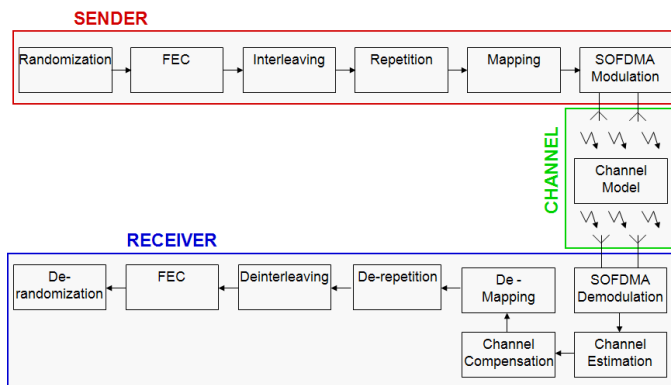 SENDER
Randomization
FEC
Interleaving
Repetition
Mapping
SOFDMA
Modulation
CHANNEL
Channel
Model
RECEIVER
De-
randomization
FEC
Deinterleaving
De-repetition
De -
Mapping
SOFDMA
Demodulation
Channel
Compensation
Channel
Estimation